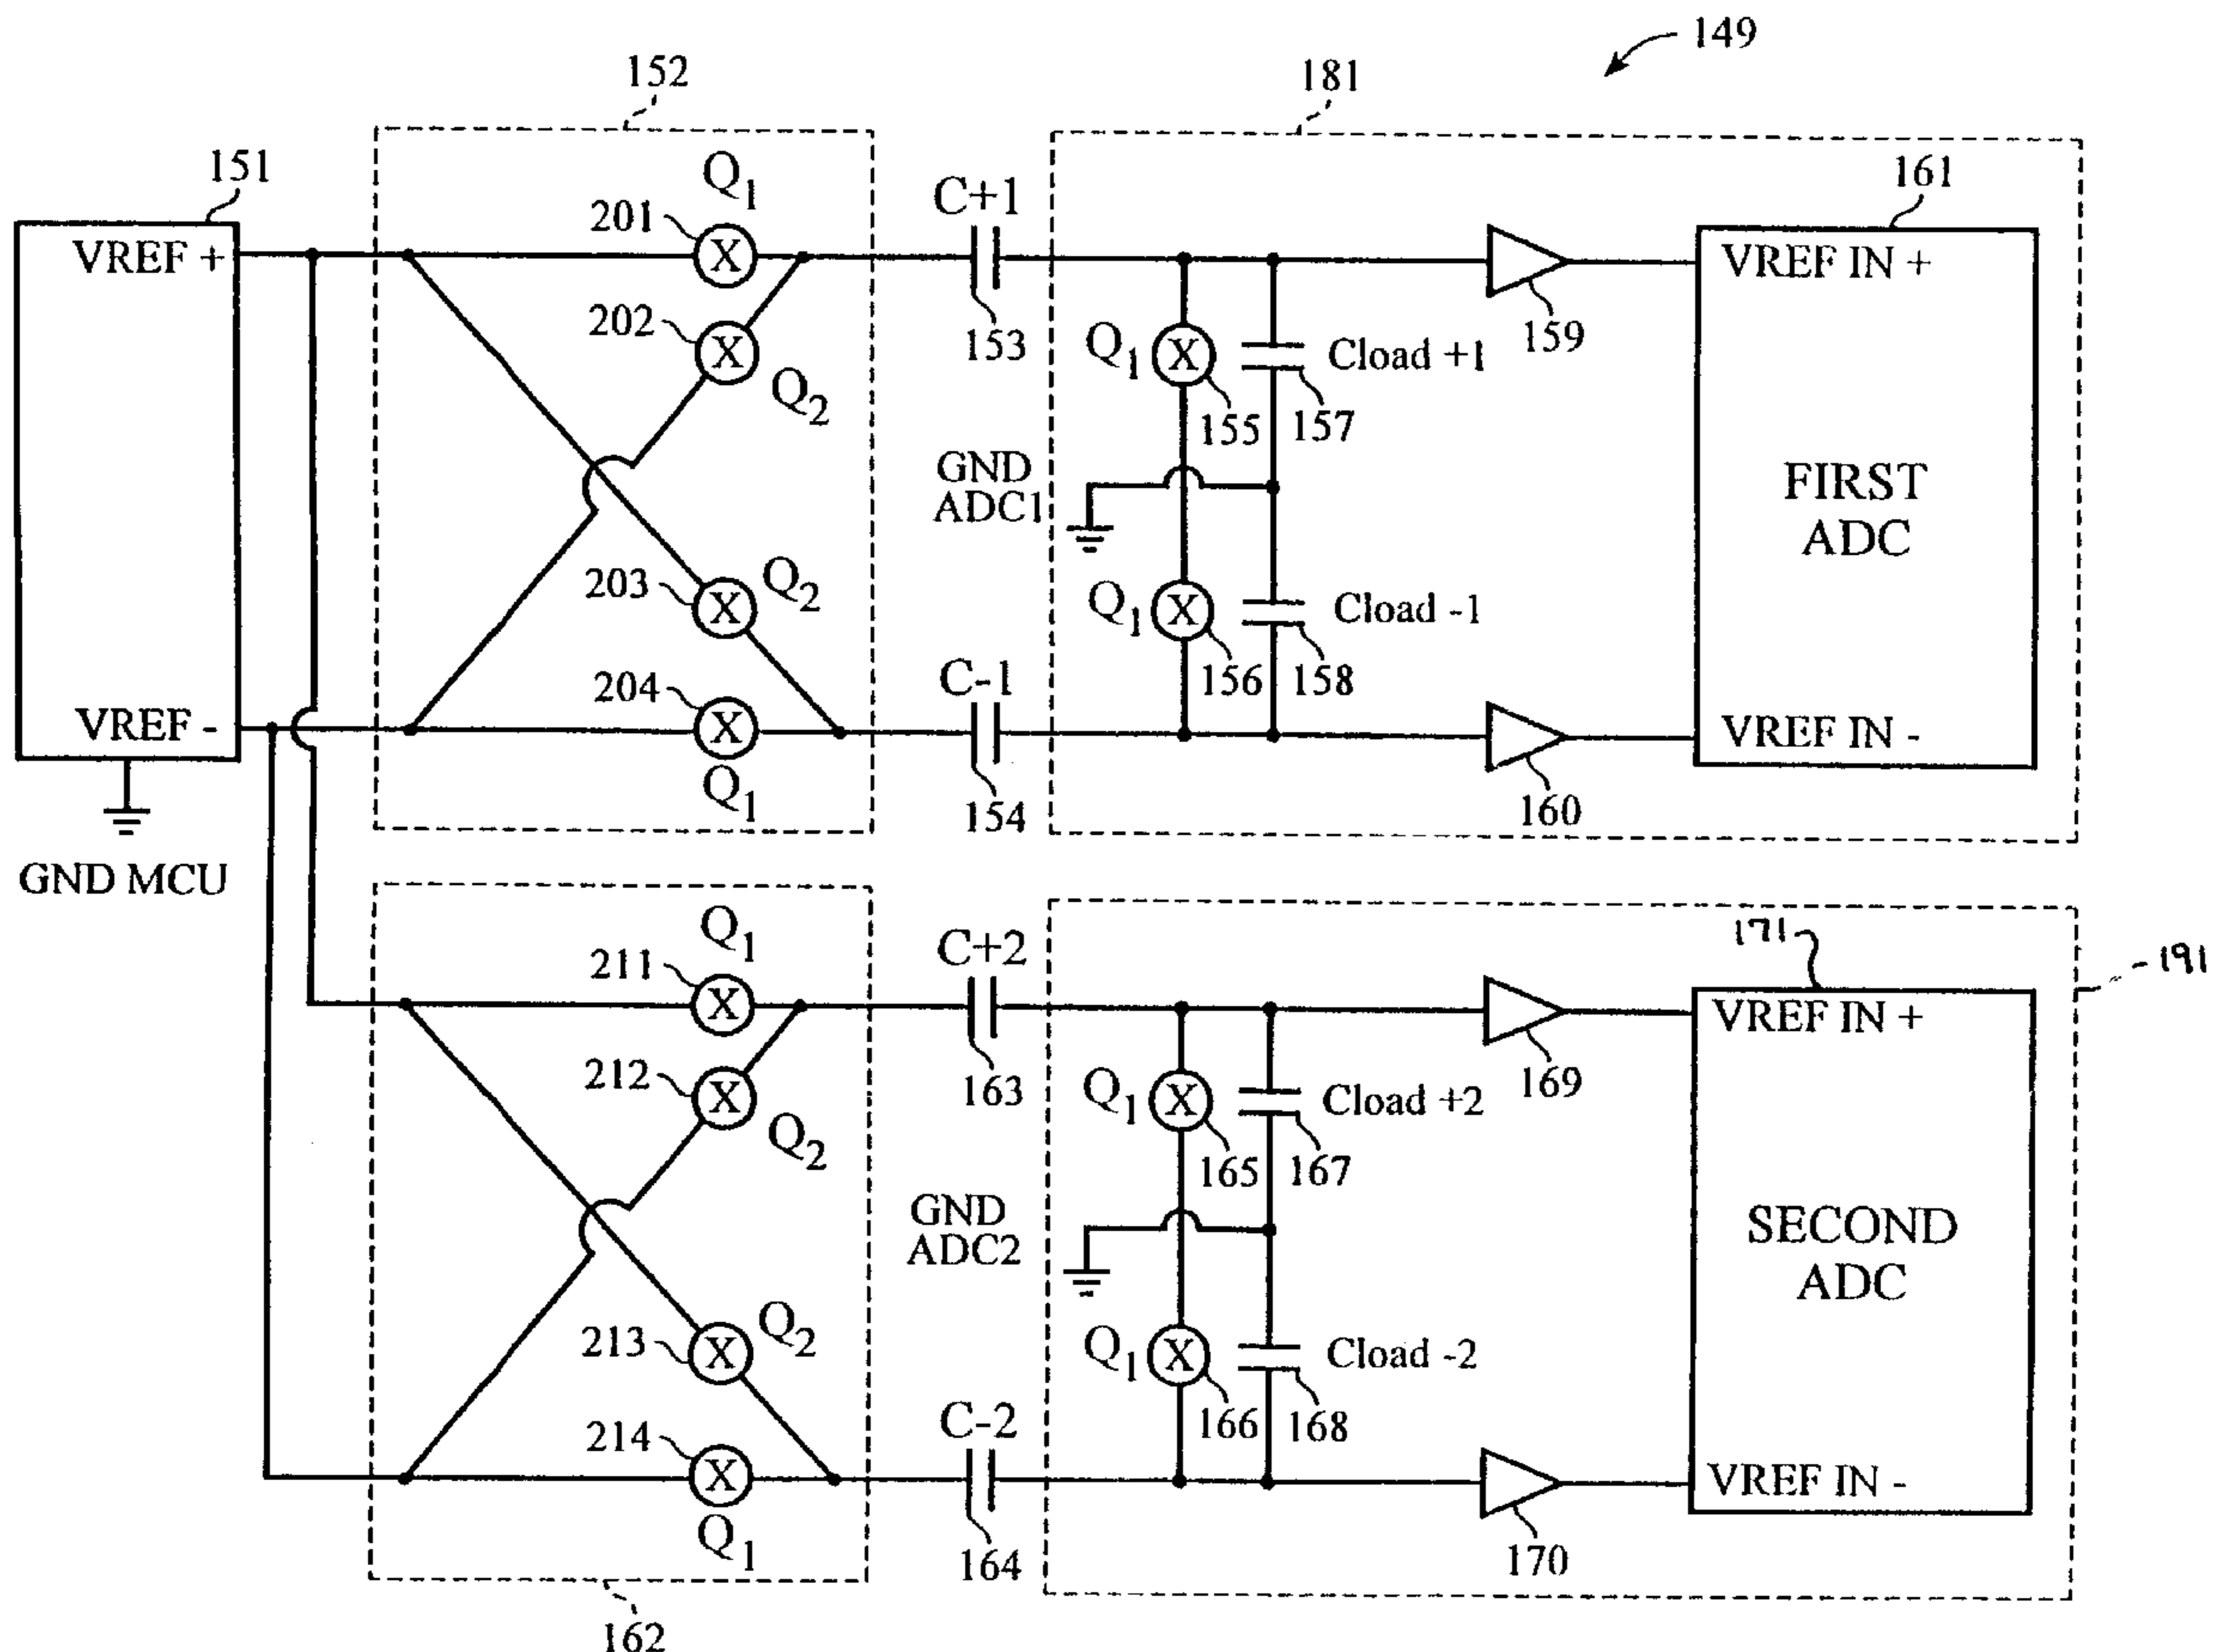 149
152
181
151
161
Q1
201
C+1
VREF +
VREF IN +
202
153
159
Q2
Q1
Cload +1
155
157
GND
ADC1
FIRST
ADC
203
Q2
Q1
Cload -1
204
C-1
156
158
VREF -
VREF IN -
Q1
154
160
GND MCU
Q1
C+2
171
191
211
VREF IN +
212
163
169
Q1
Cload +2
Q2
165
167
GND
ADC2
SECOND
ADC
213
Q2
Q1
Cload -2
214
C-2
166
168
VREF IN -
Q1
164
170
162